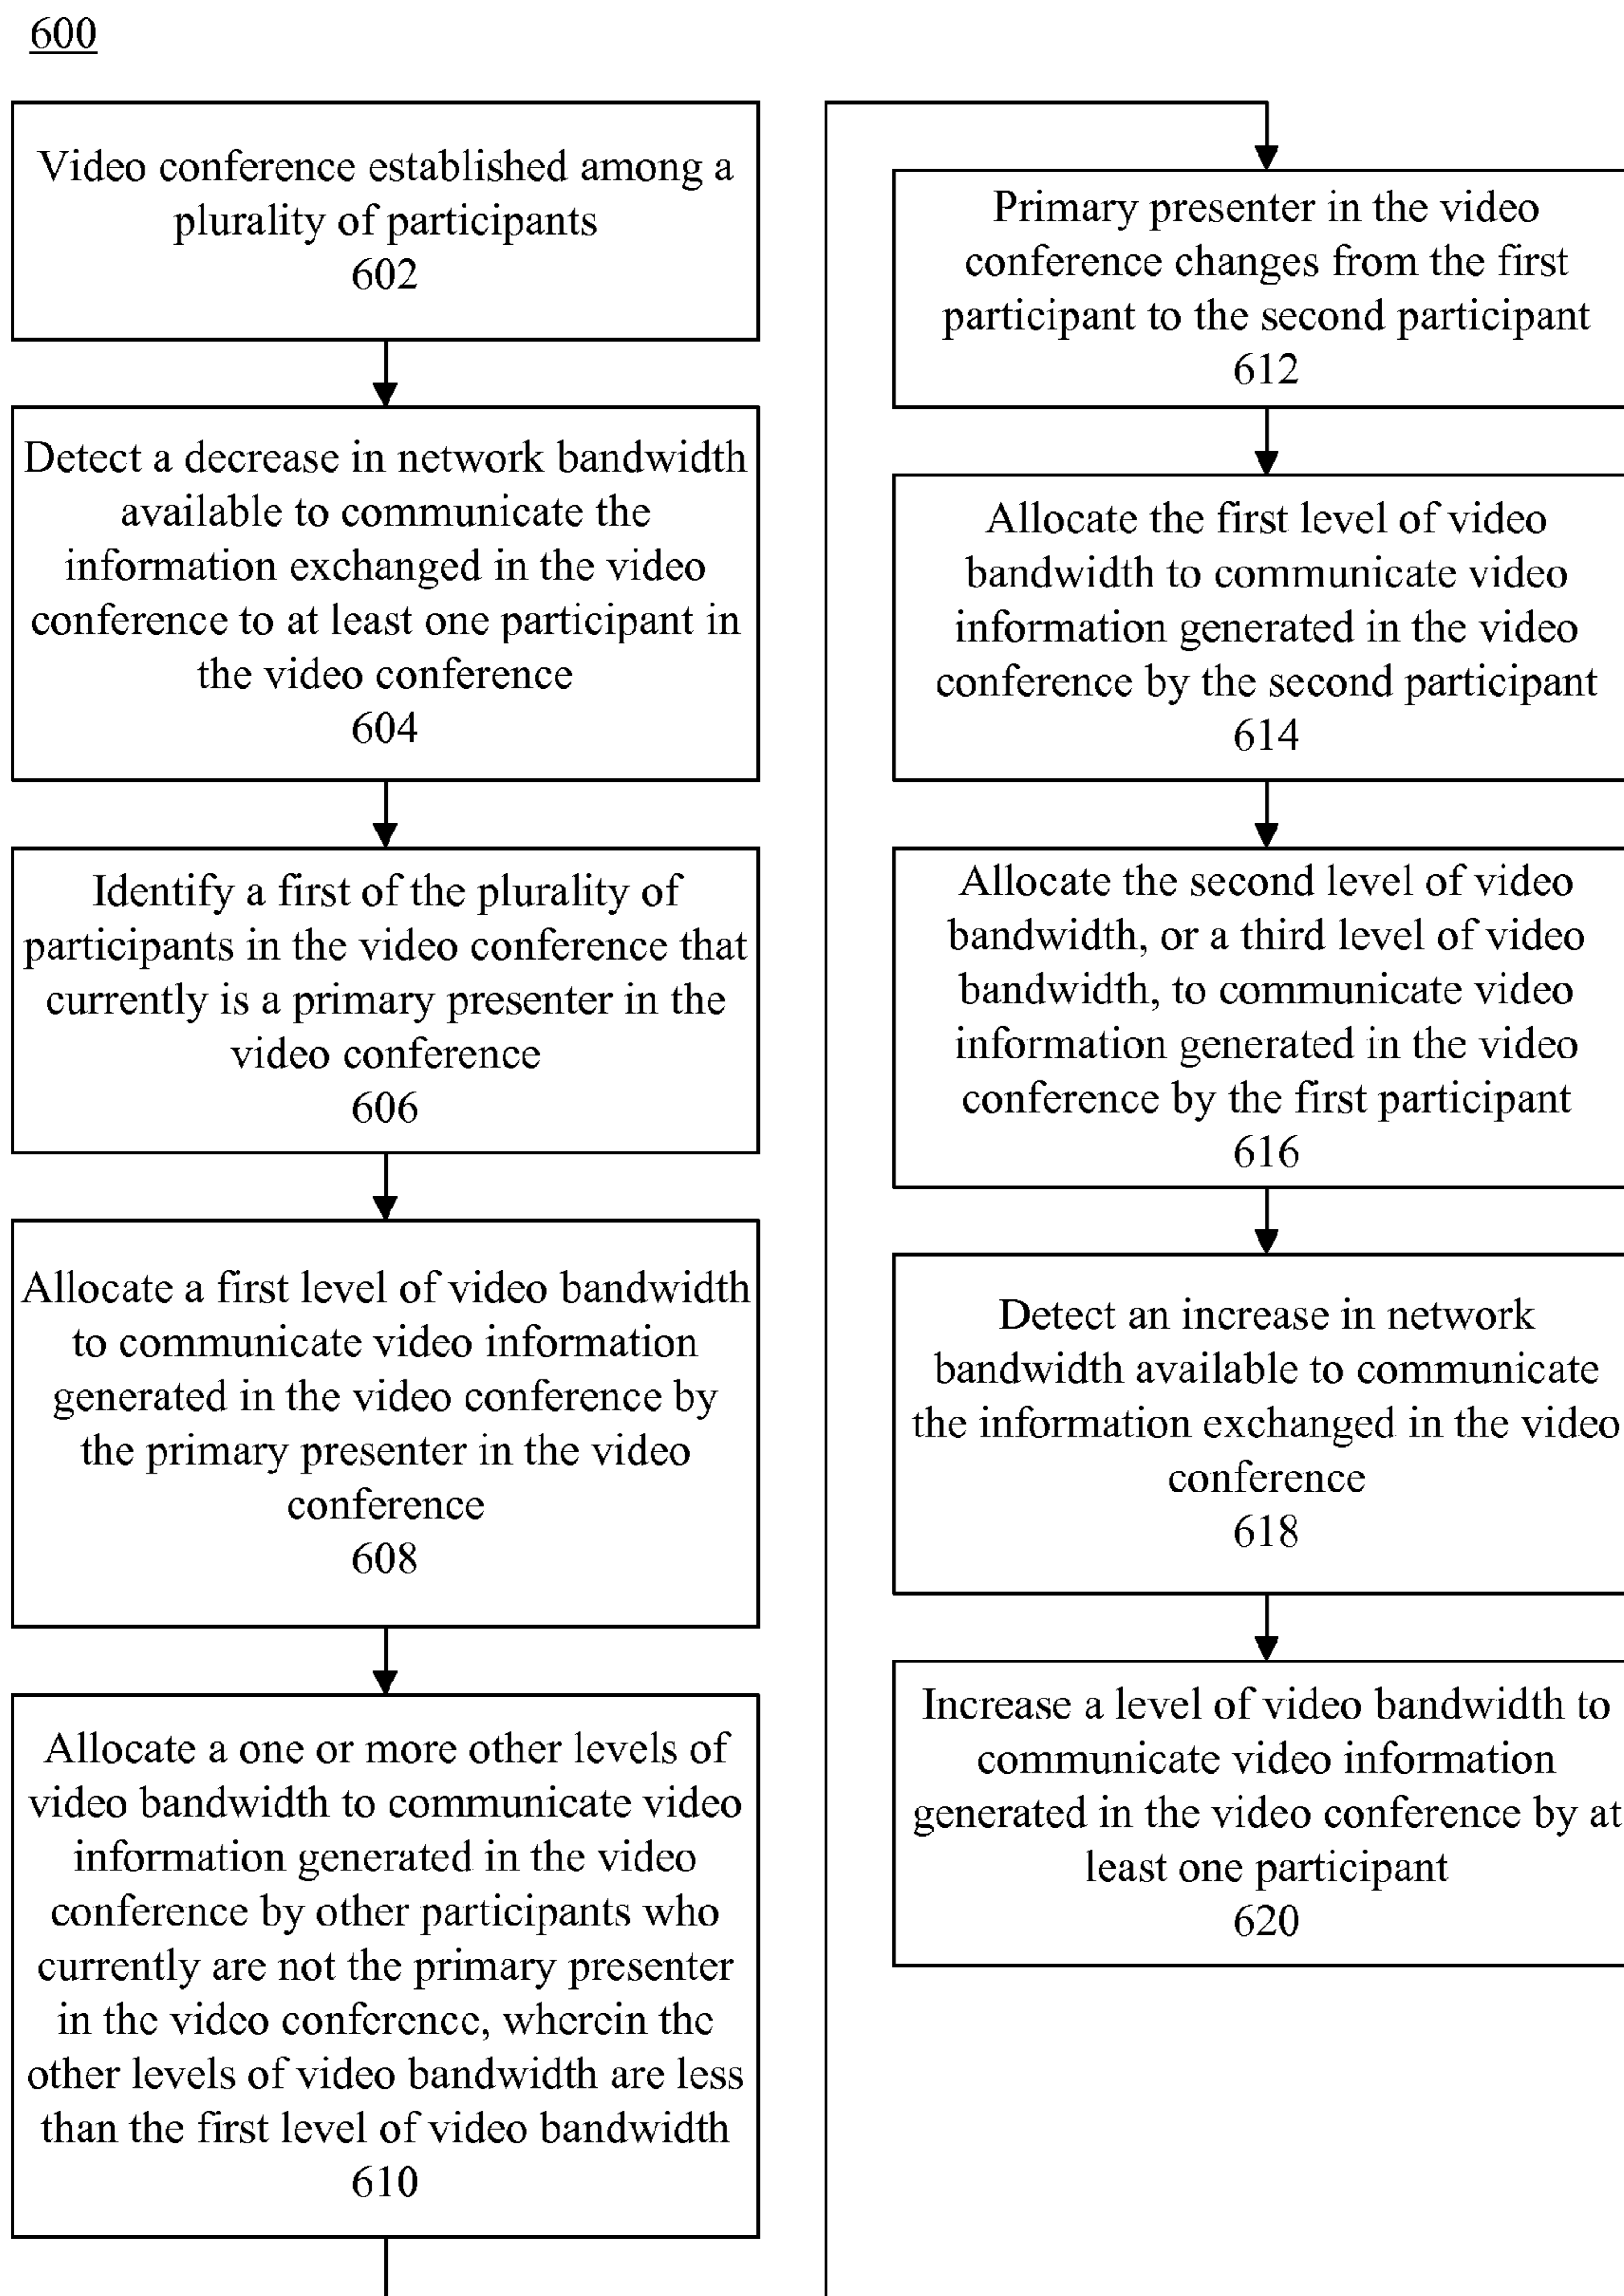 600
Video conference established among a
plurality of participants
602
Detect a decrease in network bandwidth
available to communicate the
information exchanged in the video
conference to at least one participant in
the video conference
604
Identify a first of the plurality of
participants in the video conference that
currently is a primary presenter in the
video conference
606
Allocate a first level of video bandwidth
to communicate video information
generated in the video conference by
the primary presenter in the video
conference
608
Allocate a one or more other levels of
video bandwidth to communicate video
information generated in the video
conference by other participants who
currently are not the primary presenter
in the video conference, wherein the
other levels of video bandwidth are less
than the first level of video bandwidth
610
Primary presenter in the video
conference changes from the first
participant to the second participant
612
Allocate the first level of video
bandwidth to communicate video
information generated in the video
conference by the second participant
614
Allocate the second level of video
bandwidth, or a third level of video
bandwidth, to communicate video
information generated in the video
conference by the first participant
616
Detect an increase in network
bandwidth available to communicate
the information exchanged in the video
conference
618
Increase a level of video bandwidth to
communicate video information
generated in the video conference by at
least one participant
620